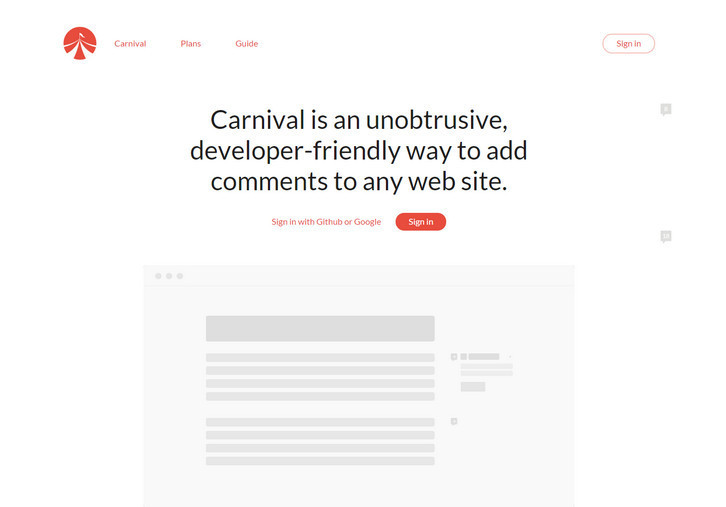 Carnival
Plans
Guide
Sign in
Carnival is an unobtrusive,
developer-friendly way to add
comments to any web site.
Sign in with Github or Google
Sign in